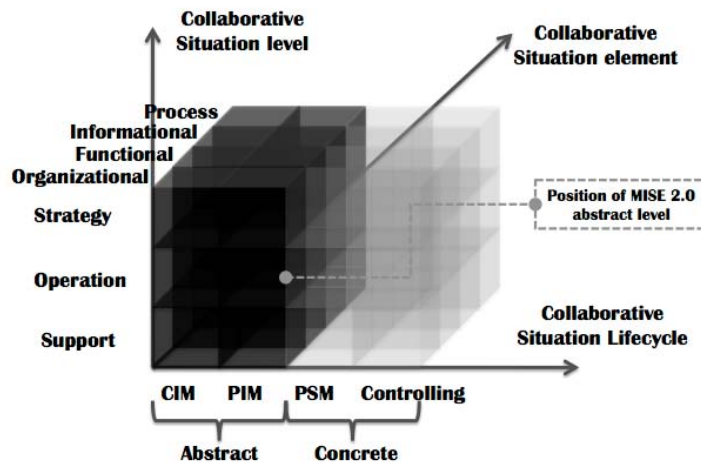 Collaborative
Situation level
Collaborative
Situation element
Process
Informational
Functional
Organizational
Strategy
Position of MISE 2.0
abstract level
Operation
Support
Collaborative
Situation Lifecycle
CIM PIM PSM Controlling
Abstract Concrete